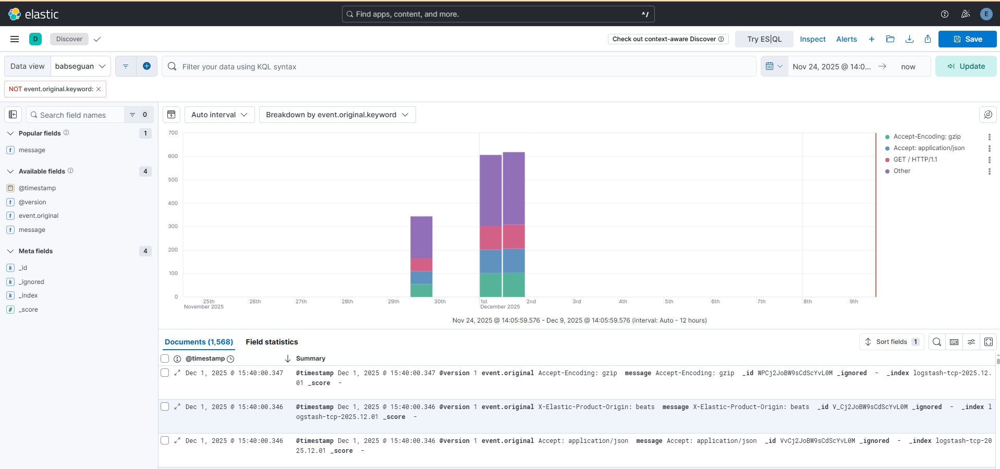 elastic
Find apps, content, and more.
^/
E
D
Discover
Check out context-aware Discover
Try ES|QL
Inspect
Alerts
Save
Data view
babseguan
Filter your data using KQL syntax
Nov 24, 2025 @ 14:0...
now
Update
NOT event.original.keyword:
Search field names
0
Auto interval
Breakdown by event.original.keyword
Popular fields
1
t message
Available fields
4
@timestamp
t @version
t event.original
t message
Meta fields
4
k _id
k _ignored
k _index
# _score
700
600
500
400
300
200
100
0
25th
26th
27th
28th
29th
30th
1st
2nd
3rd
4th
5th
6th
7th
8th
9th
November 2025
December 2025
Accept-Encoding: gzip
Accept: application/json
GET / HTTP/1.1
Other
Nov 24, 2025 @ 14:05:59.576 - Dec 9, 2025 @ 14:05:59.576 (interval: Auto - 12 hours)
Documents (1,568)
Field statistics
Sort fields 1
@timestamp
Summary
Dec 1, 2025 @ 15:40:00.347 @timestamp Dec 1, 2025 @ 15:40:00.347 @version 1 event.original Accept-Encoding: gzip message Accept-Encoding: gzip _id WPCj2JoBW9sCdScYvL0M _ignored - _index logstash-tcp-2025.12.
01 _score -
Dec 1, 2025 @ 15:40:00.346 @timestamp Dec 1, 2025 @ 15:40:00.346 @version 1 event.original X-Elastic-Product-Origin: beats message X-Elastic-Product-Origin: beats _id V_Cj2JoBW9sCdScYvL0M _ignored - _index l
ogstash-tcp-2025.12.01 _score -
Dec 1, 2025 @ 15:40:00.346 @timestamp Dec 1, 2025 @ 15:40:00.346 @version 1 event.original Accept: application/json message Accept: application/json _id VvCj2JoBW9sCdScYvL0M _ignored - _index logstash-tcp-20
25.12.01 _score -